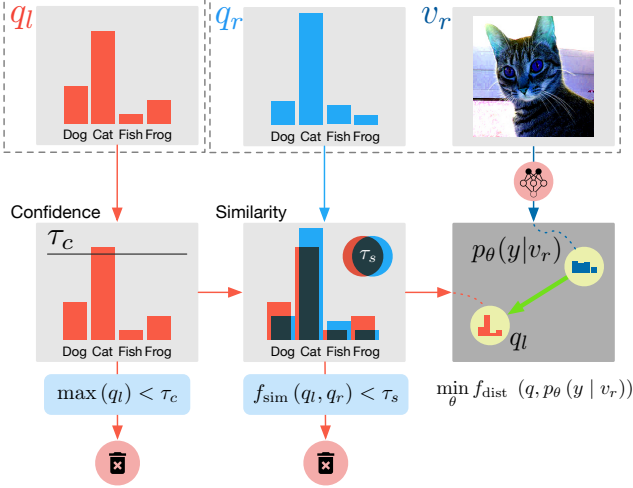 q_l
q_r
v_r
Dog Cat Fish Frog
Dog Cat Fish Frog
Confidence
Similarity
τ_c
τ_s
p_θ(y|v_r)
q_l
Dog Cat Fish Frog
Dog Cat Fish Frog
max (q_l) < τ_c
f_sim (q_l, q_r) < τ_s
min_θ f_dist (q, p_θ (y | v_r))